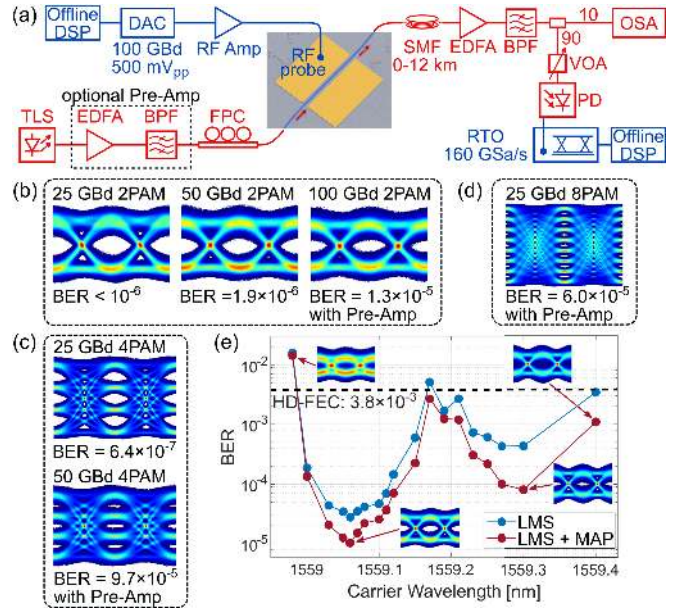 (a)
Offline
DSP
DAC
100 GBd
500 mVpp
RF Amp
RF
probe
SMF
0-12 km
EDFA
BPF
10
OSA
90
VOA
PD
RTO
160 GSa/s
Offline
DSP
optional Pre-Amp
TLS
EDFA
BPF
FPC
(b)
25 GBd 2PAM
50 GBd 2PAM
100 GBd 2PAM
BER < 10⁻⁶
BER =1.9×10⁻⁶
BER = 1.3×10⁻⁵
with Pre-Amp
(d)
25 GBd 8PAM
BER = 6.0×10⁻⁵
with Pre-Amp
(c)
25 GBd 4PAM
BER = 6.4×10⁻⁷
50 GBd 4PAM
BER = 9.7×10⁻⁵
with Pre-Amp
(e)
BER
10⁻²
10⁻³
10⁻⁴
10⁻⁵
HD-FEC: 3.8×10⁻³
LMS
LMS + MAP
1559
1559.1
1559.2
1559.3
1559.4
Carrier Wavelength [nm]